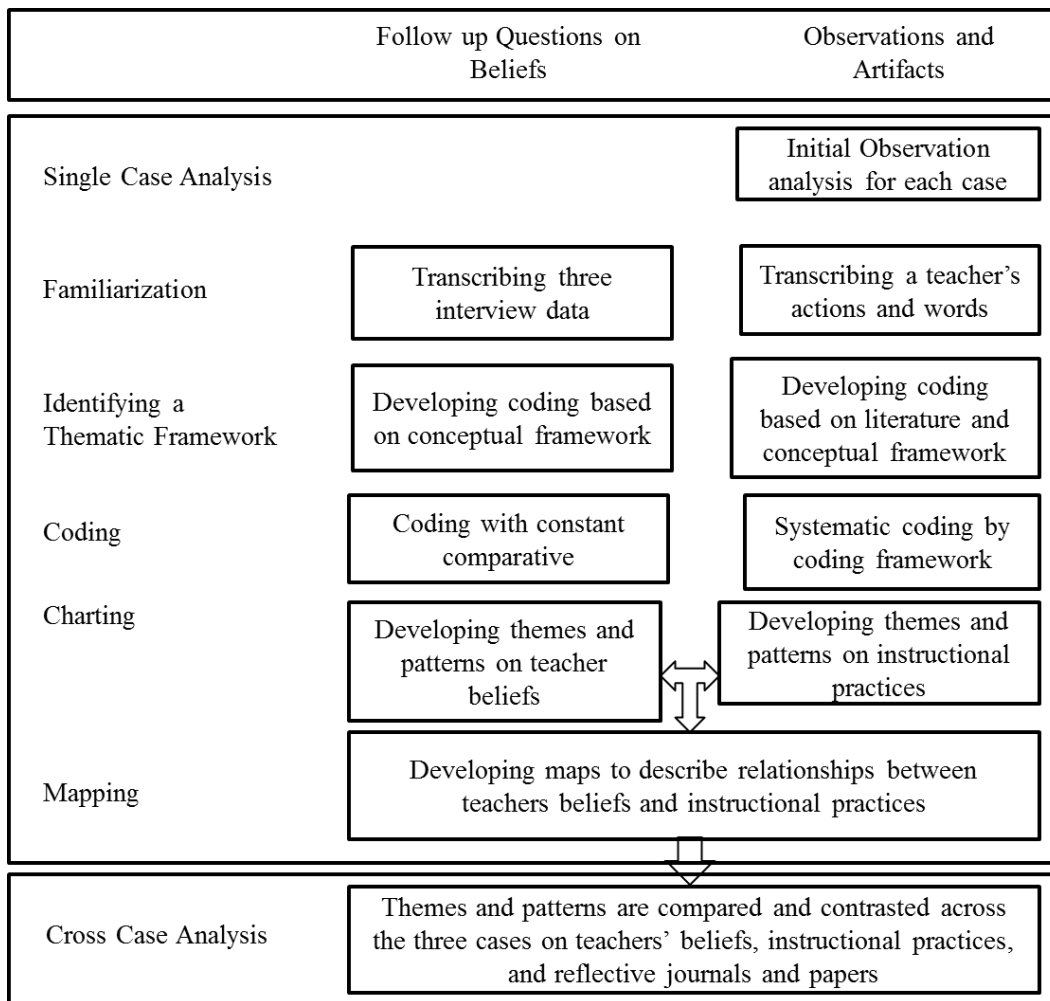 Follow up Questions on
Beliefs
Observations and
Artifacts
Single Case Analysis
Initial Observation
analysis for each case
Familiarization
Transcribing three
interview data
Transcribing a teacher’s
actions and words
Identifying a
Thematic Framework
Developing coding based
on conceptual framework
Developing coding
based on literature and
conceptual framework
Coding
Coding with constant
comparative
Systematic coding by
coding framework
Charting
Developing themes and
patterns on teacher
beliefs
Developing themes and
patterns on instructional
practices
Mapping
Developing maps to describe relationships between
teachers beliefs and instructional practices
Cross Case Analysis
Themes and patterns are compared and contrasted across
the three cases on teachers’ beliefs, instructional practices,
and reflective journals and papers